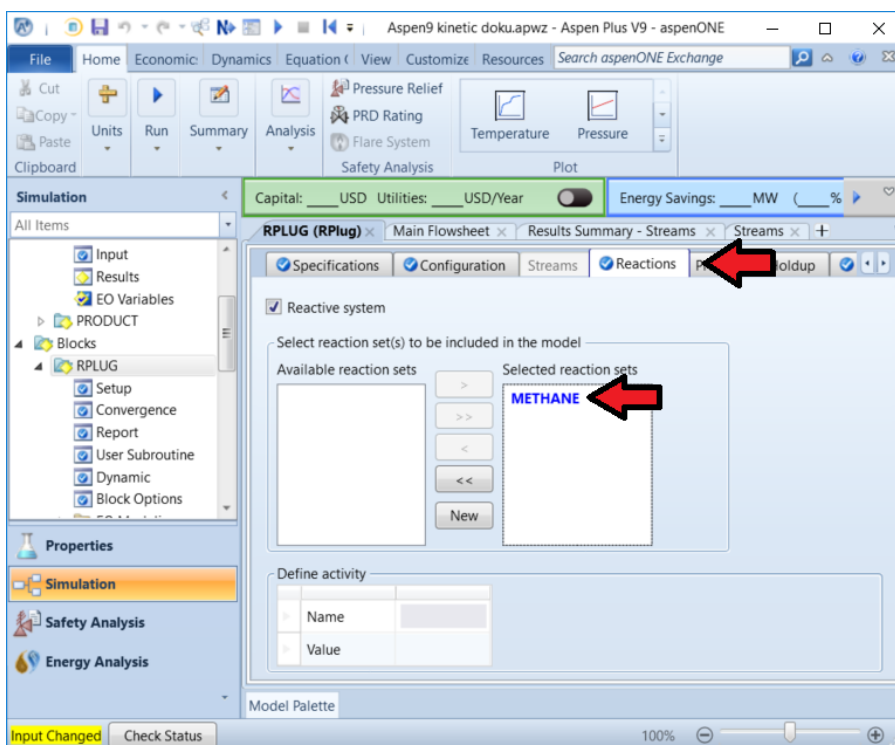 Aspen9 kinetic doku.apwz - Aspen Plus V9 - aspenONE
File Home Economic Dynamics Equation ( View Customize Resources Search aspenONE Exchange
Cut
Copy
Paste
Clipboard
Units
Run
Summary
Analysis
Pressure Relief
PRD Rating
Flare System
Safety Analysis
Temperature
Pressure
Plot
Simulation
All Items
Input
Results
EO Variables
PRODUCT
Blocks
RPLUG
Setup
Convergence
Report
User Subroutine
Dynamic
Block Options
Properties
Simulation
Safety Analysis
Energy Analysis
Capital: ____USD Utilities: ____USD/Year Energy Savings: ____MW (____%
RPLUG (RPlug) Main Flowsheet Results Summary - Streams Streams +
Specifications Configuration Streams Reactions
Reactive system
Select reaction set(s) to be included in the model
Available reaction sets
Selected reaction sets
METHANE
>
>>
<
<<
New
Define activity
Name
Value
Model Palette
Input Changed Check Status 100%